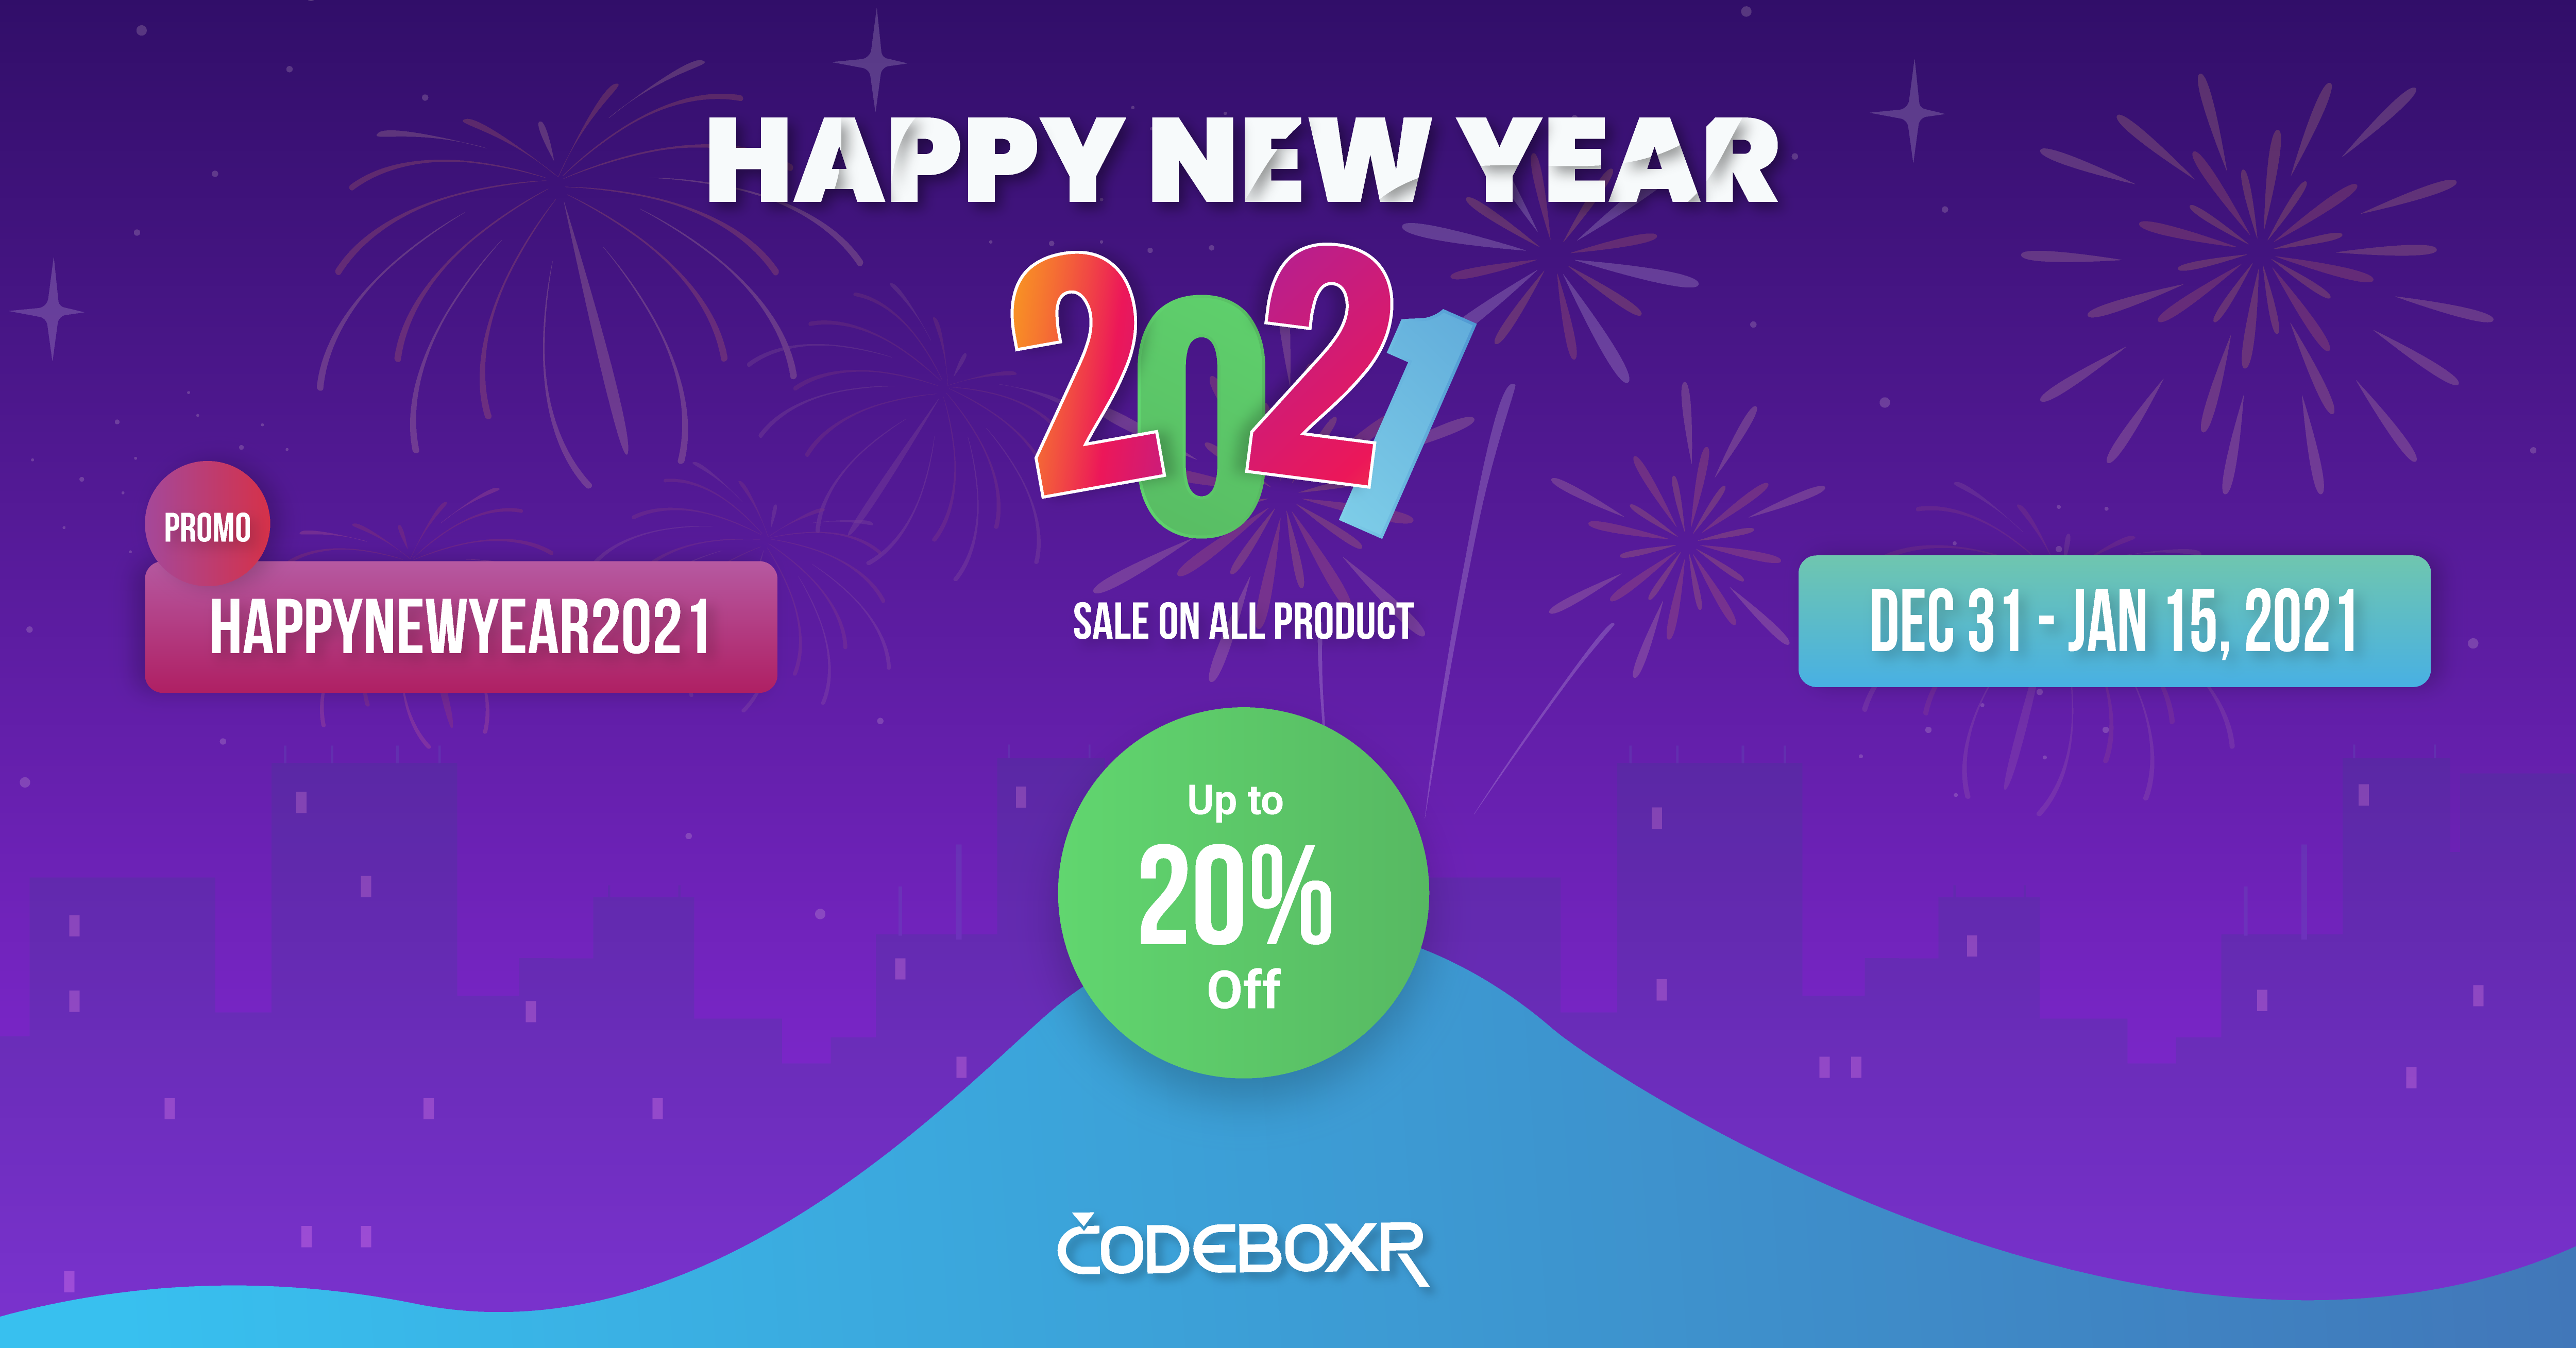 HAPPY NEW YEAR
2021
PROMO
HAPPYNEWYEAR2021
SALE ON ALL PRODUCT
DEC 31 - JAN 15, 2021
Up to
20%
Off
CODEBOXR